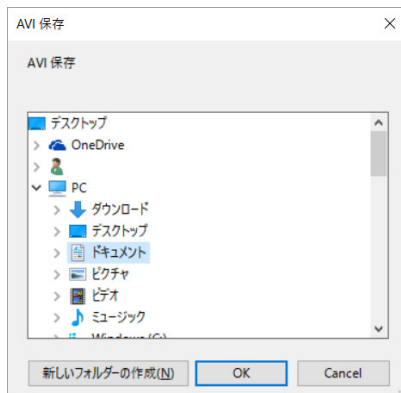 AVI 保存
AVI 保存
デスクトップ
OneDrive
PC
ダウンロード
デスクトップ
ドキュメント
ピクチャ
ビデオ
ミュージック
Windows (C:)
新しいフォルダーの作成(N)
OK
Cancel